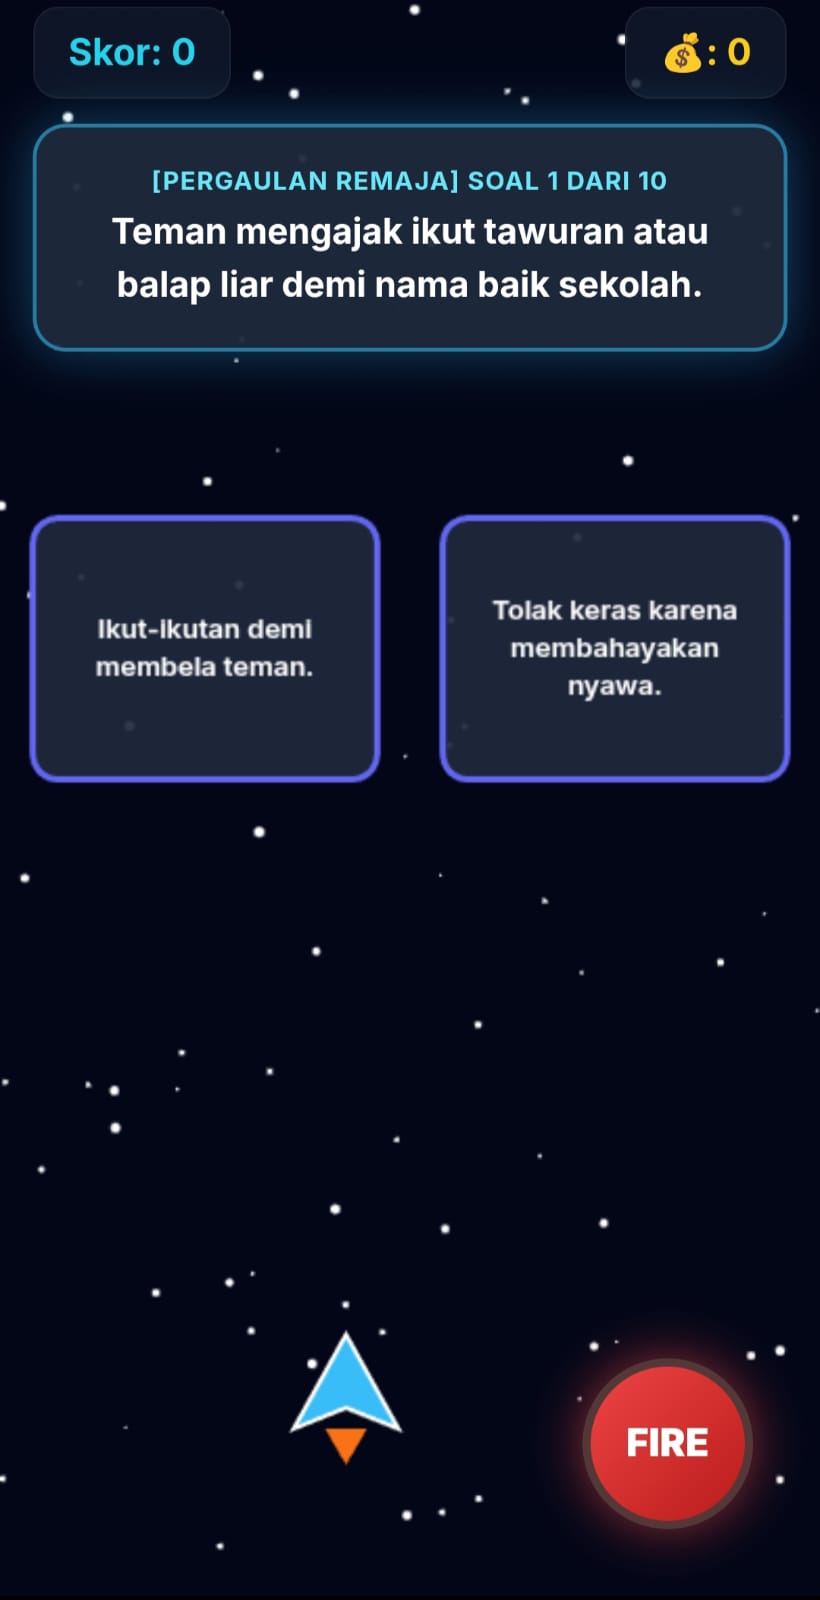 Skor: 0
💰: 0
[PERGAULAN REMAJA] SOAL 1 DARI 10
Teman mengajak ikut tawuran atau
balap liar demi nama baik sekolah.
Ikut-ikutan demi
membela teman.
Tolak keras karena
membahayakan
nyawa.
FIRE